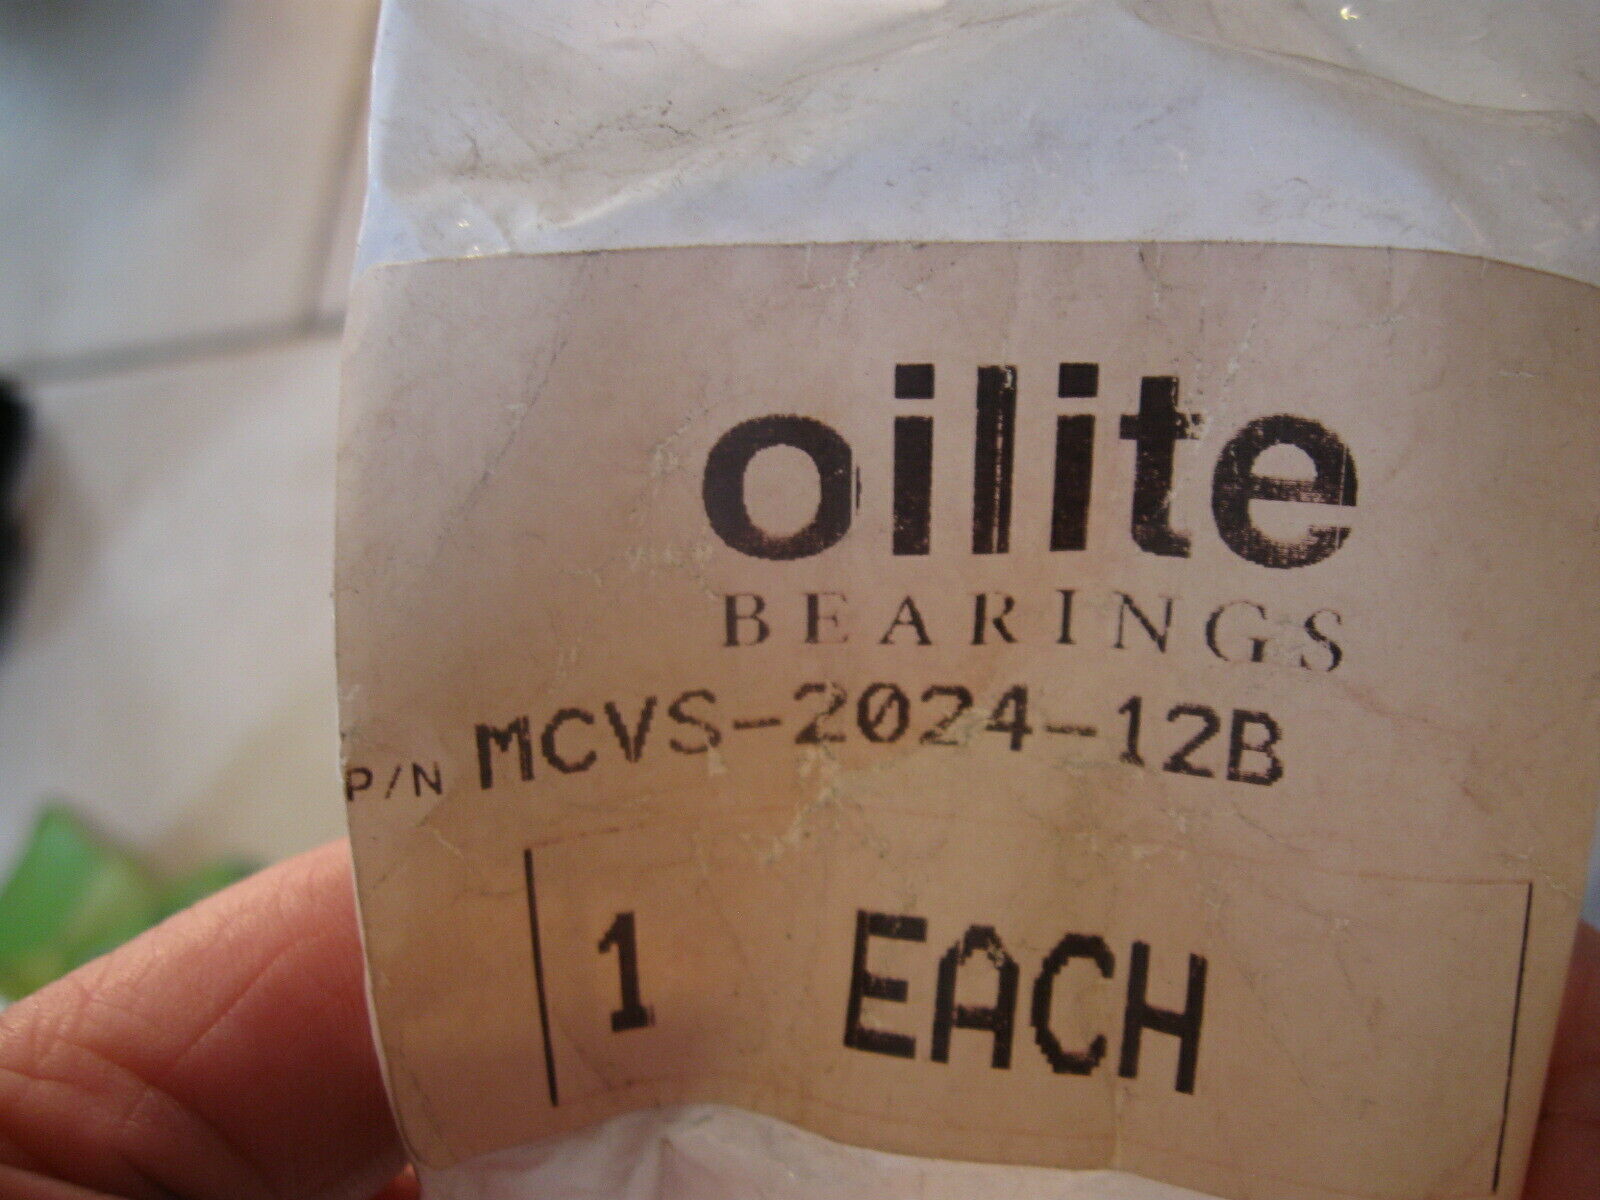 oilite
BEARINGS
P/N MCVS-2024-12B
1 EACH